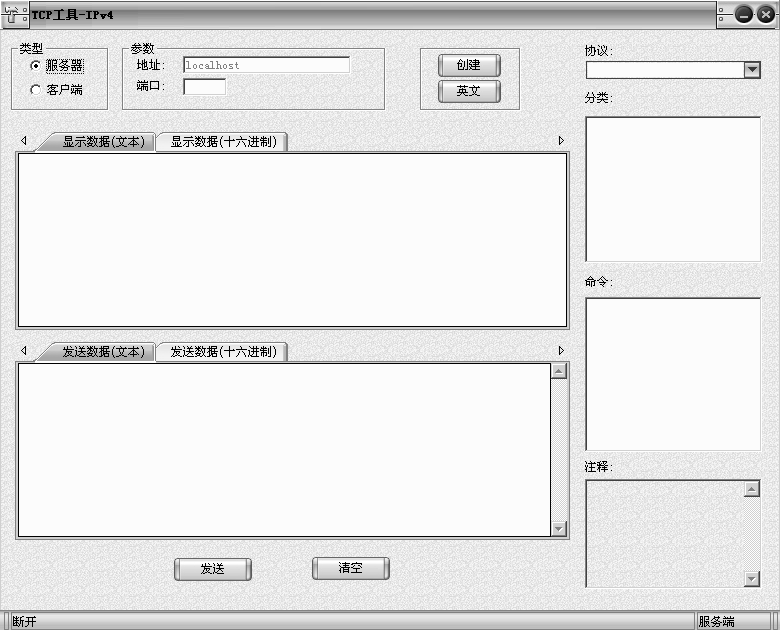 TCP工具-IPv4
类型
服务器
客户端
参数
地址: localhost
端口:
创建
英文
协议:
分类:
显示数据(文本) 显示数据(十六进制)
命令:
发送数据(文本) 发送数据(十六进制)
注释:
发送 清空
断开 服务端